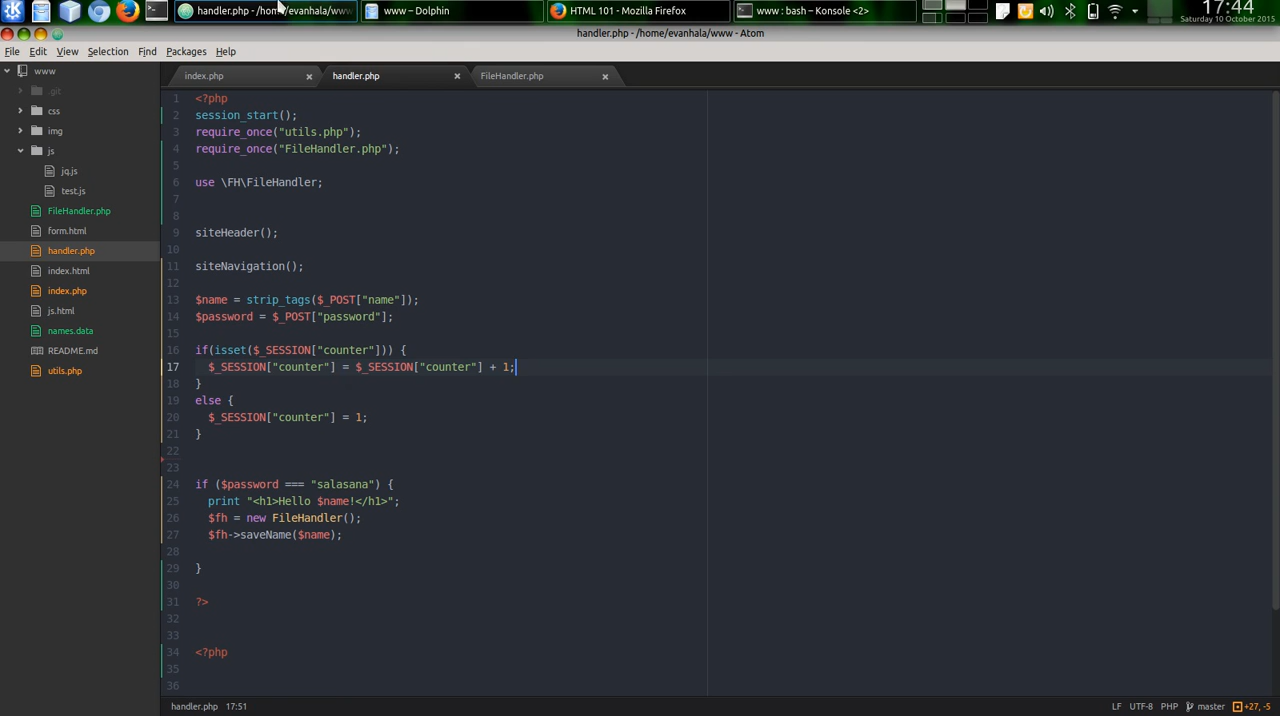 handler.php - /home/evanhala/www
www – Dolphin
HTML 101 - Mozilla Firefox
www : bash – Konsole <2>
17:44
Saturday 10 October 2015
handler.php - /home/evanhala/www - Atom
File Edit View Selection Find Packages Help
www
.git
css
img
js
jq.js
test.js
FileHandler.php
form.html
handler.php
index.html
index.php
js.html
names.data
README.md
utils.php
index.php
handler.php
FileHandler.php
1 <?php
2 session_start();
3 require_once("utils.php");
4 require_once("FileHandler.php");
5
6 use \FH\FileHandler;
7
8
9 siteHeader();
10
11 siteNavigation();
12
13 $name = strip_tags($_POST["name"]);
14 $password = $_POST["password"];
15
16 if(isset($_SESSION["counter"])) {
17 $_SESSION["counter"] = $_SESSION["counter"] + 1;
18 }
19 else {
20 $_SESSION["counter"] = 1;
21 }
22
23
24 if ($password === "salasana") {
25 print "<h1>Hello $name!</h1>";
26 $fh = new FileHandler();
27 $fh->saveName($name);
28
29 }
30
31 ?>
32
33
34 <?php
35
36
handler.php 17:51
LF UTF-8 PHP master +27, -5